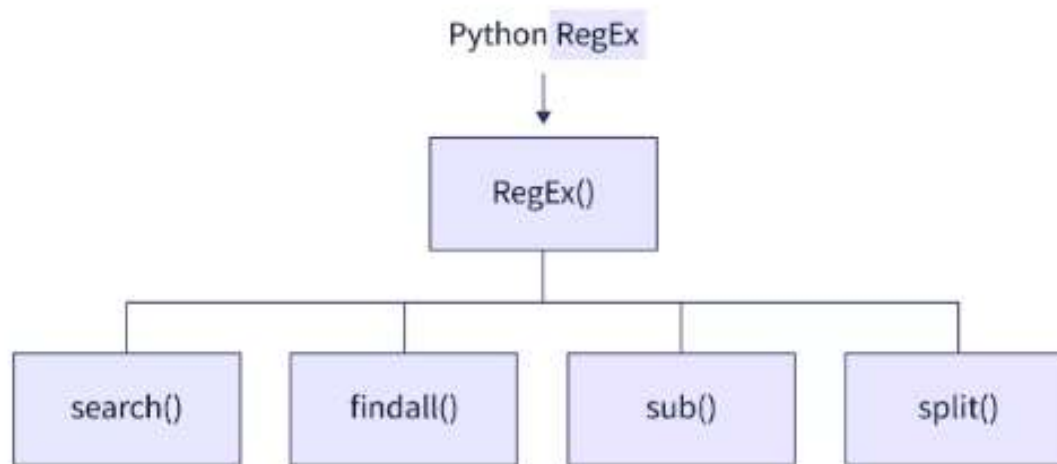 Python RegEx
RegEx()
search()
findall()
sub()
split()